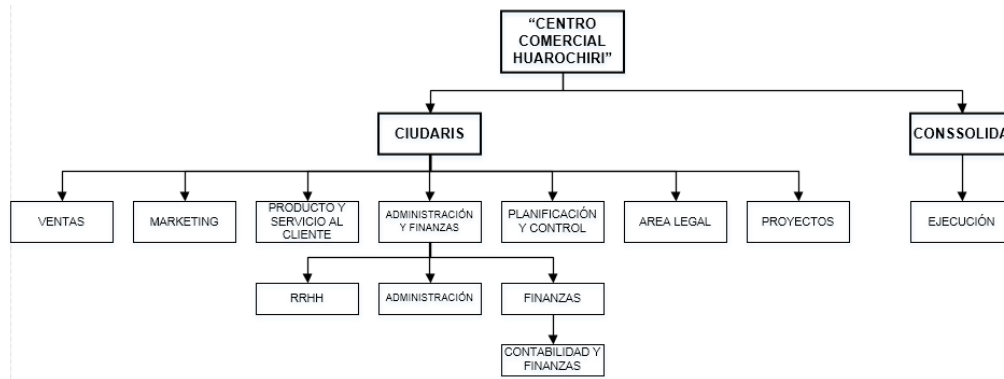 “CENTRO
COMERCIAL
HUAROCHIRI”
CIUDARIS
CONSSOLIDA
VENTAS
MARKETING
PRODUCTO Y
SERVICIO AL
CLIENTE
ADMINISTRACIÓN
Y FINANZAS
PLANIFICACIÓN
Y CONTROL
AREA LEGAL
PROYECTOS
EJECUCIÓN
RRHH
ADMINISTRACIÓN
FINANZAS
CONTABILIDAD Y
FINANZAS